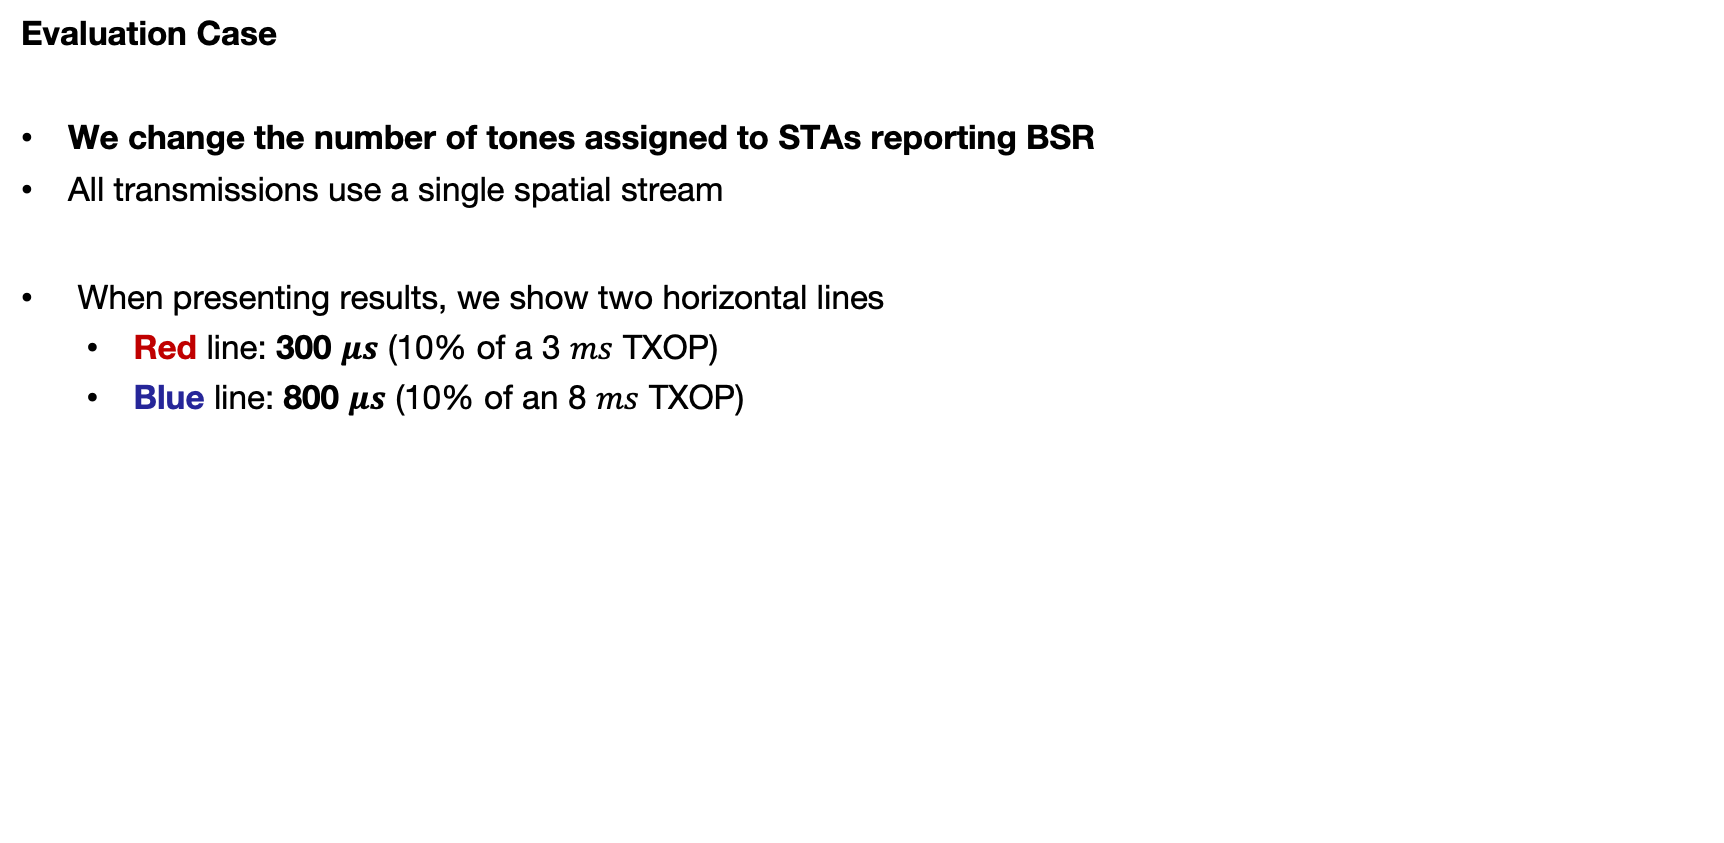 Evaluation Case
• We change the number of tones assigned to STAs reporting BSR
• All transmissions use a single spatial stream
• When presenting results, we show two horizontal lines
• Red line: 300 μs (10% of a 3 ms TXOP)
• Blue line: 800 μs (10% of an 8 ms TXOP)